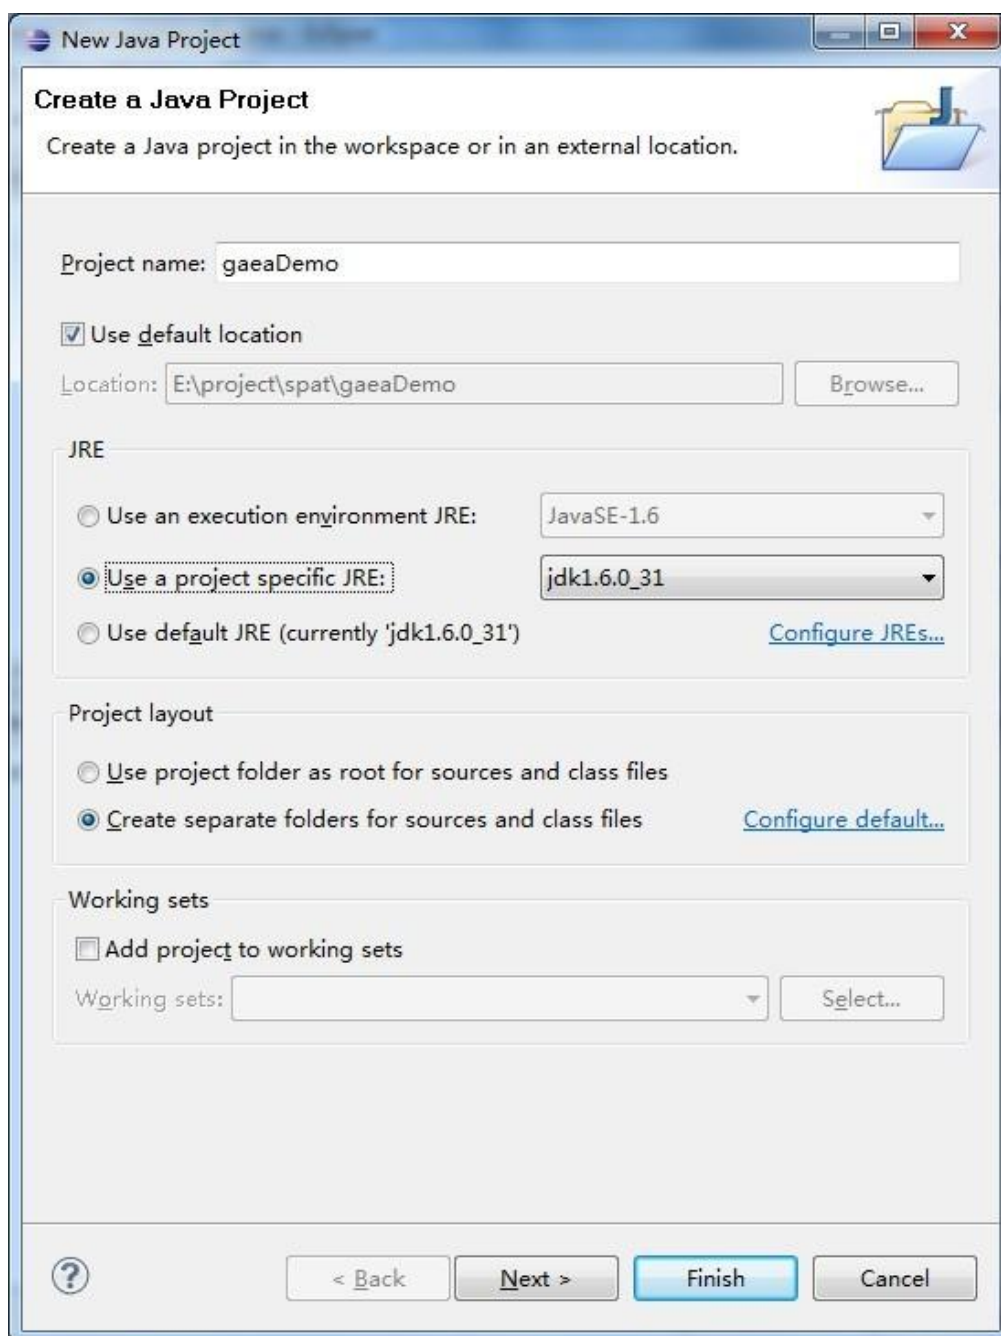 New Java Project
Create a Java Project
Create a Java project in the workspace or in an external location.
Project name: gaeaDemo
Use default location
Location: E:\project\spat\gaeaDemo Browse...
JRE
Use an execution environment JRE: JavaSE-1.6
Use a project specific JRE: jdk1.6.0_31
Use default JRE (currently 'jdk1.6.0_31') Configure JREs...
Project layout
Use project folder as root for sources and class files
Create separate folders for sources and class files Configure default...
Working sets
Add project to working sets
Working sets: Select...
< Back Next > Finish Cancel